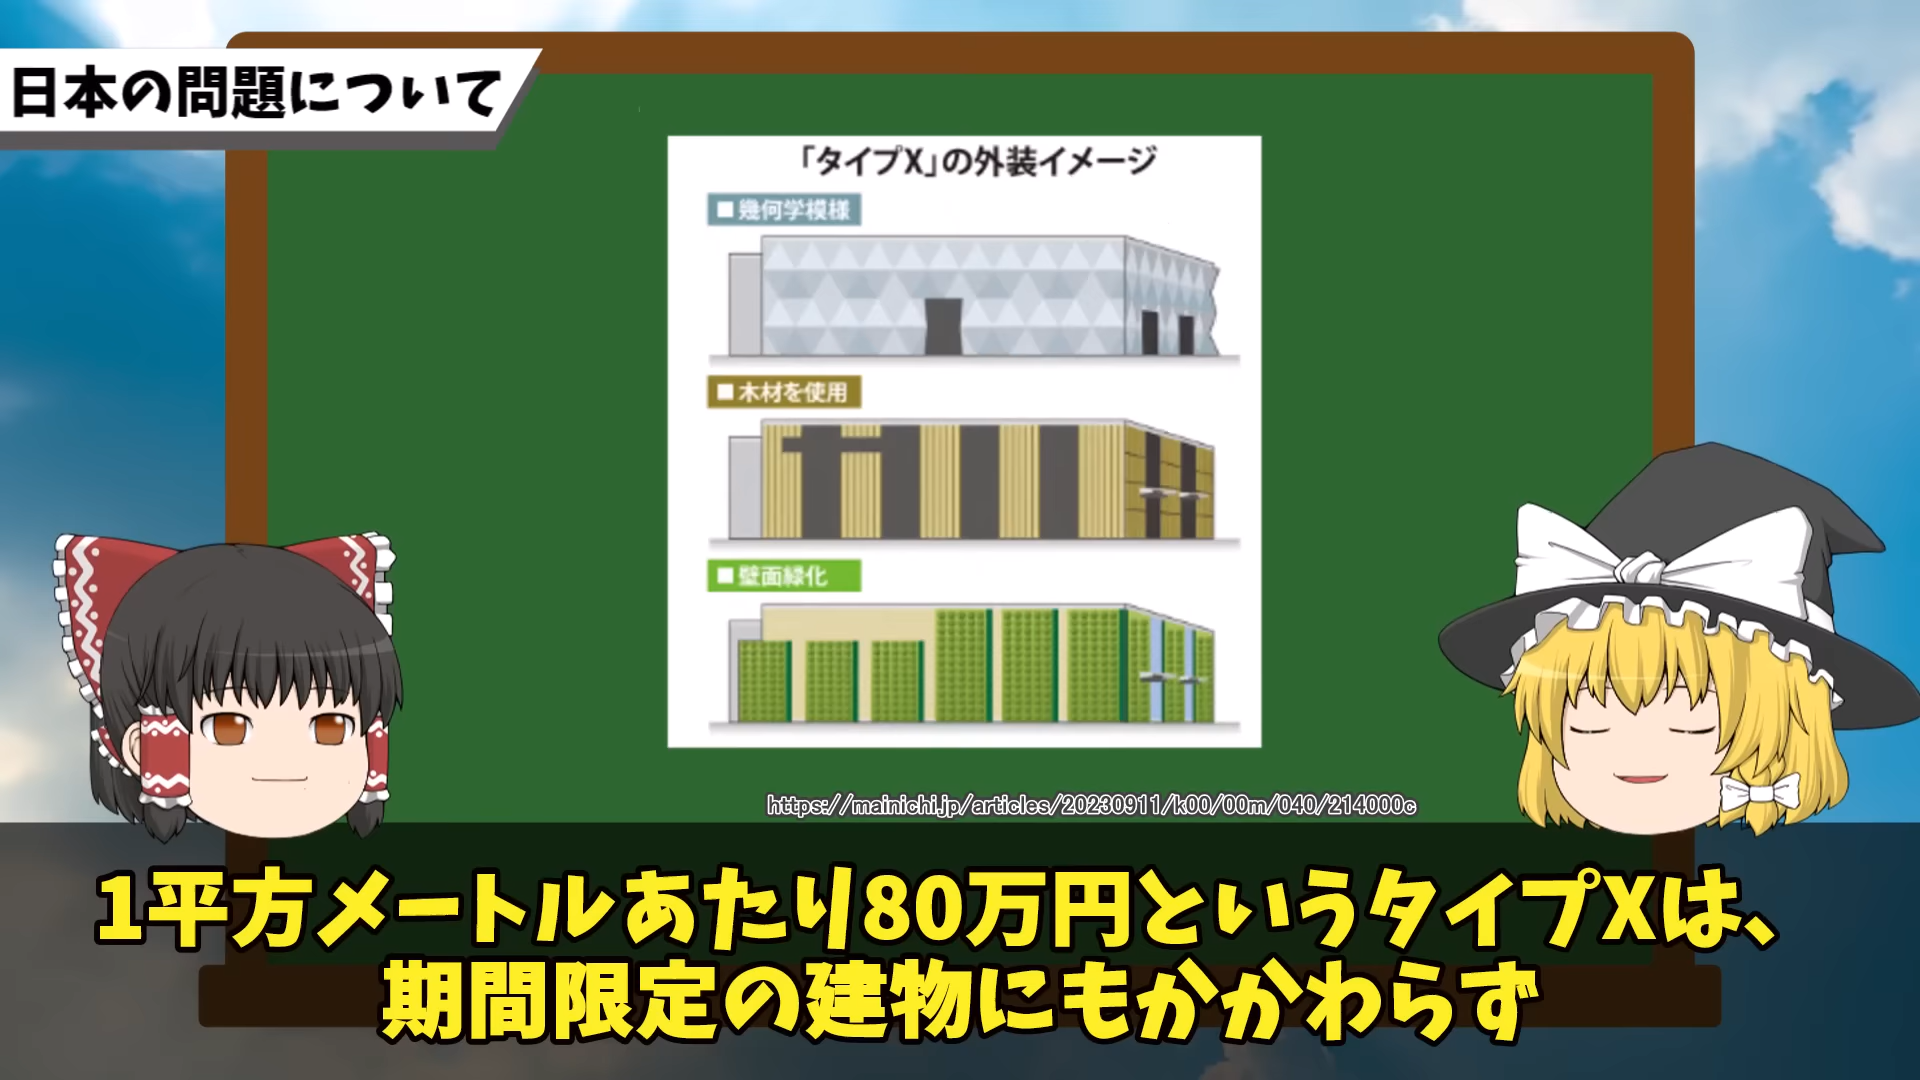 日本の問題について
「タイプX」の外装イメージ
■幾何学模様
■木材を使用
■壁面緑化
https://mainichi.jp/articles/20230911/k00/00m/040/214000c
1平方メートルあたり80万円というタイプXは、
期間限定の建物にもかかわらず